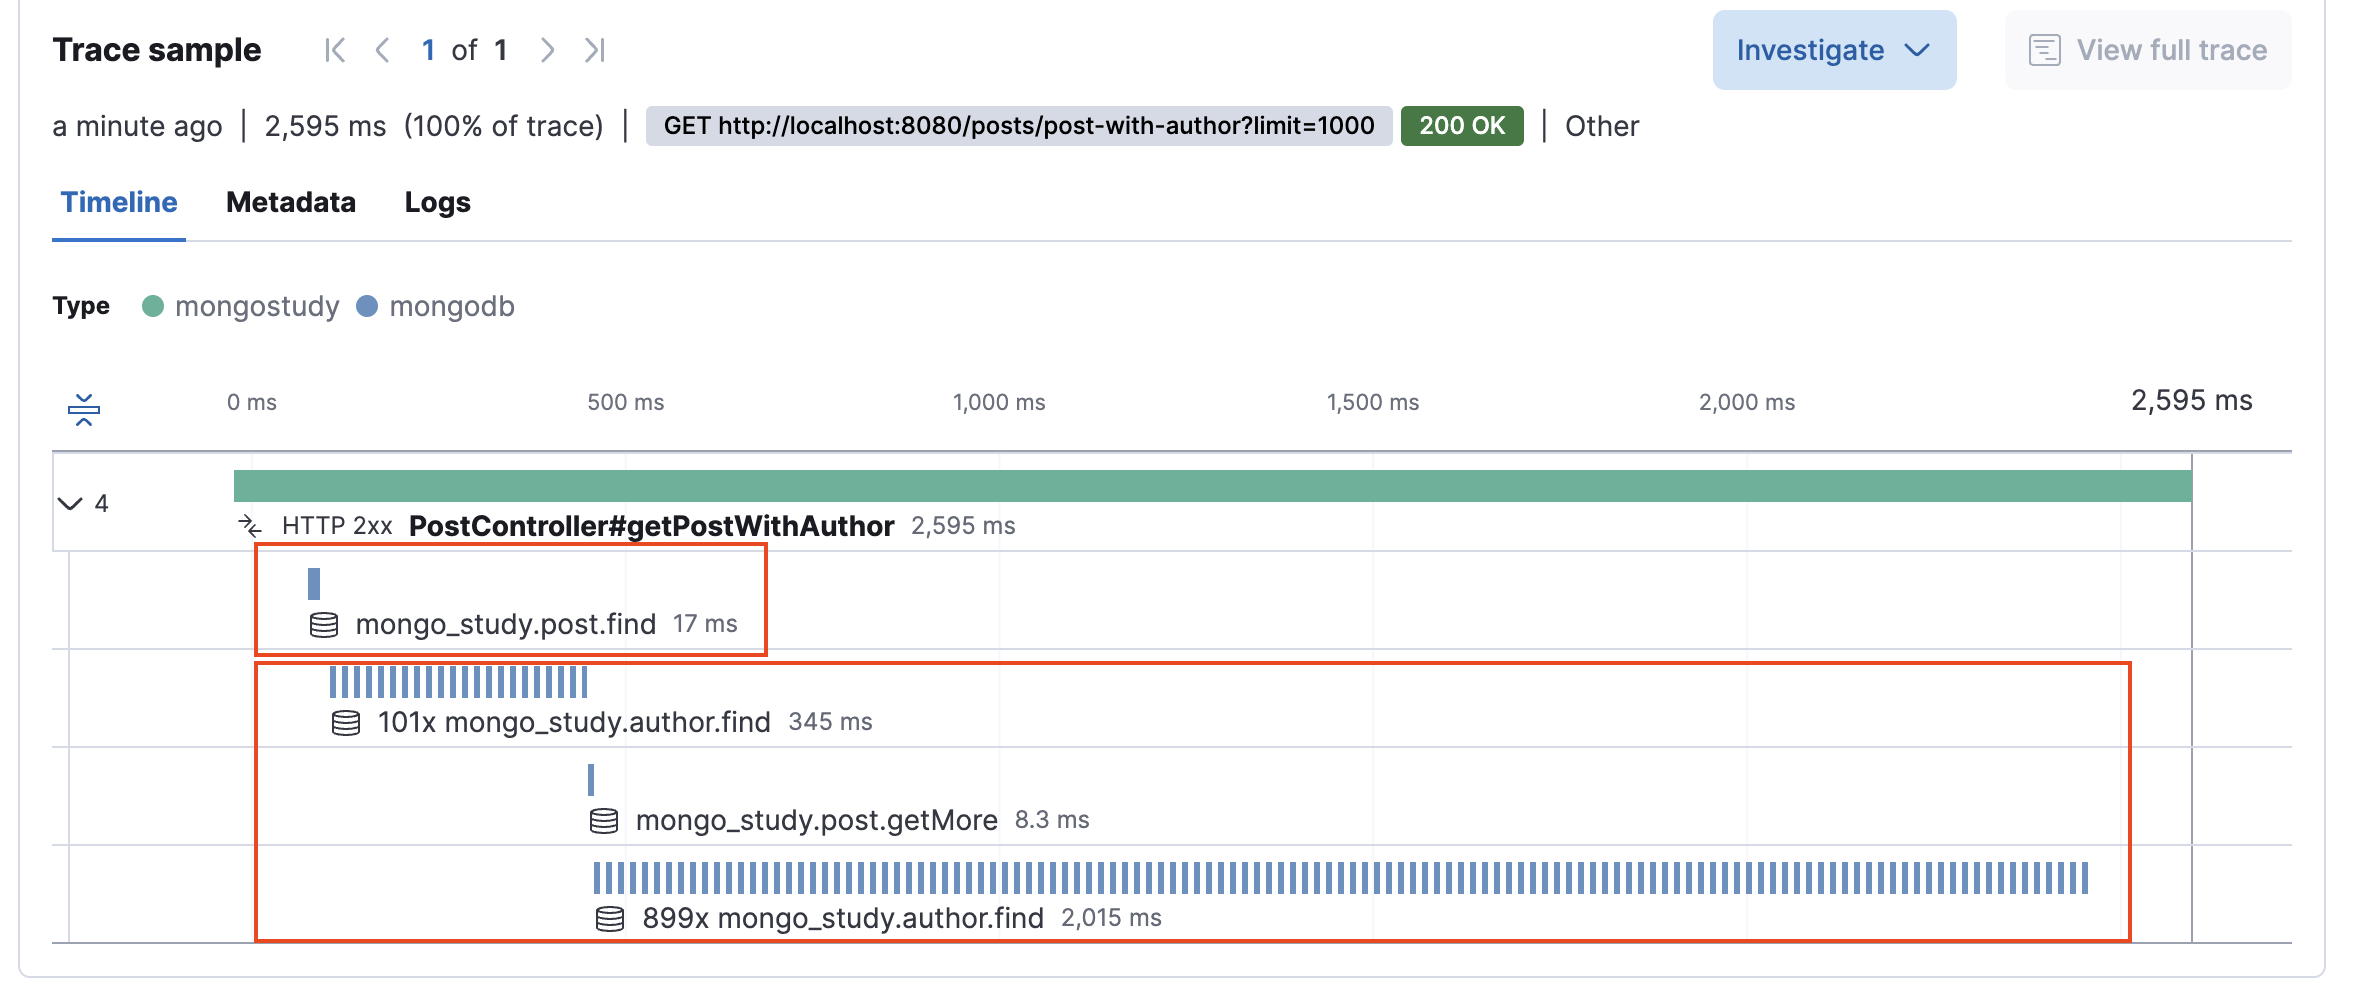 Trace sample 1 of 1 Investigate View full trace
a minute ago | 2,595 ms (100% of trace) | GET http://localhost:8080/posts/post-with-author?limit=1000 200 OK | Other
Timeline Metadata Logs
Type mongostudy mongodb
0 ms 500 ms 1,000 ms 1,500 ms 2,000 ms 2,595 ms
4
HTTP 2xx PostController#getPostWithAuthor 2,595 ms
mongo_study.post.find 17 ms
101x mongo_study.author.find 345 ms
mongo_study.post.getMore 8.3 ms
899x mongo_study.author.find 2,015 ms